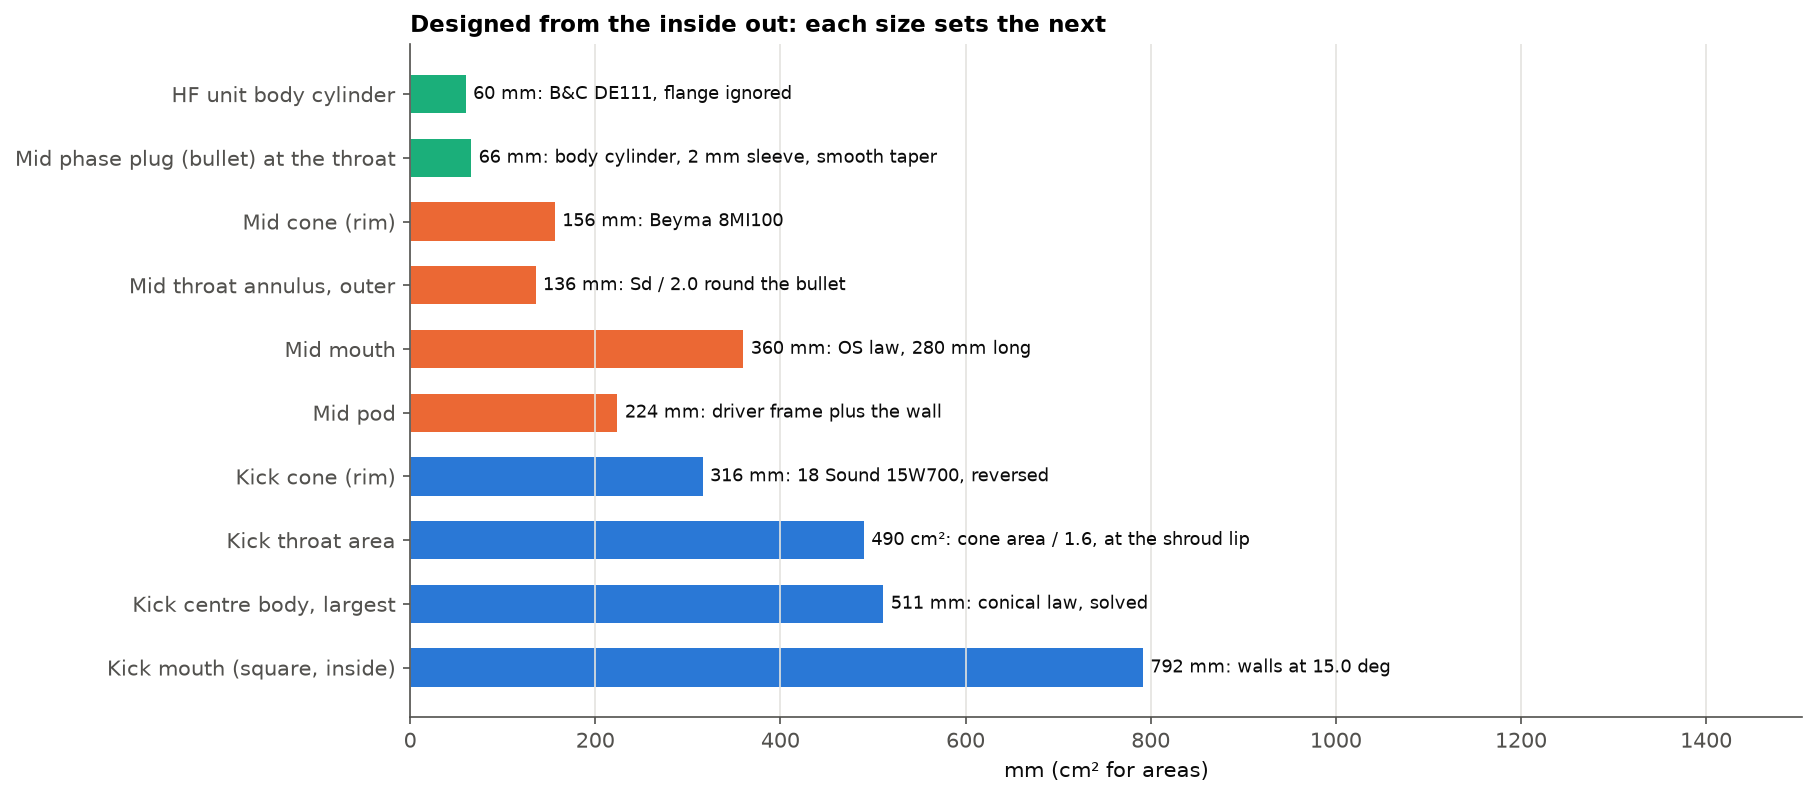 Designed from the inside out: each size sets the next
HF unit body cylinder 60 mm: B&C DE111, flange ignored
Mid phase plug (bullet) at the throat 66 mm: body cylinder, 2 mm sleeve, smooth taper
Mid cone (rim) 156 mm: Beyma 8MI100
Mid throat annulus, outer 136 mm: Sd / 2.0 round the bullet
Mid mouth 360 mm: OS law, 280 mm long
Mid pod 224 mm: driver frame plus the wall
Kick cone (rim) 316 mm: 18 Sound 15W700, reversed
Kick throat area 490 cm²: cone area / 1.6, at the shroud lip
Kick centre body, largest 511 mm: conical law, solved
Kick mouth (square, inside) 792 mm: walls at 15.0 deg
0 200 400 600 800 1000 1200 1400
mm (cm² for areas)